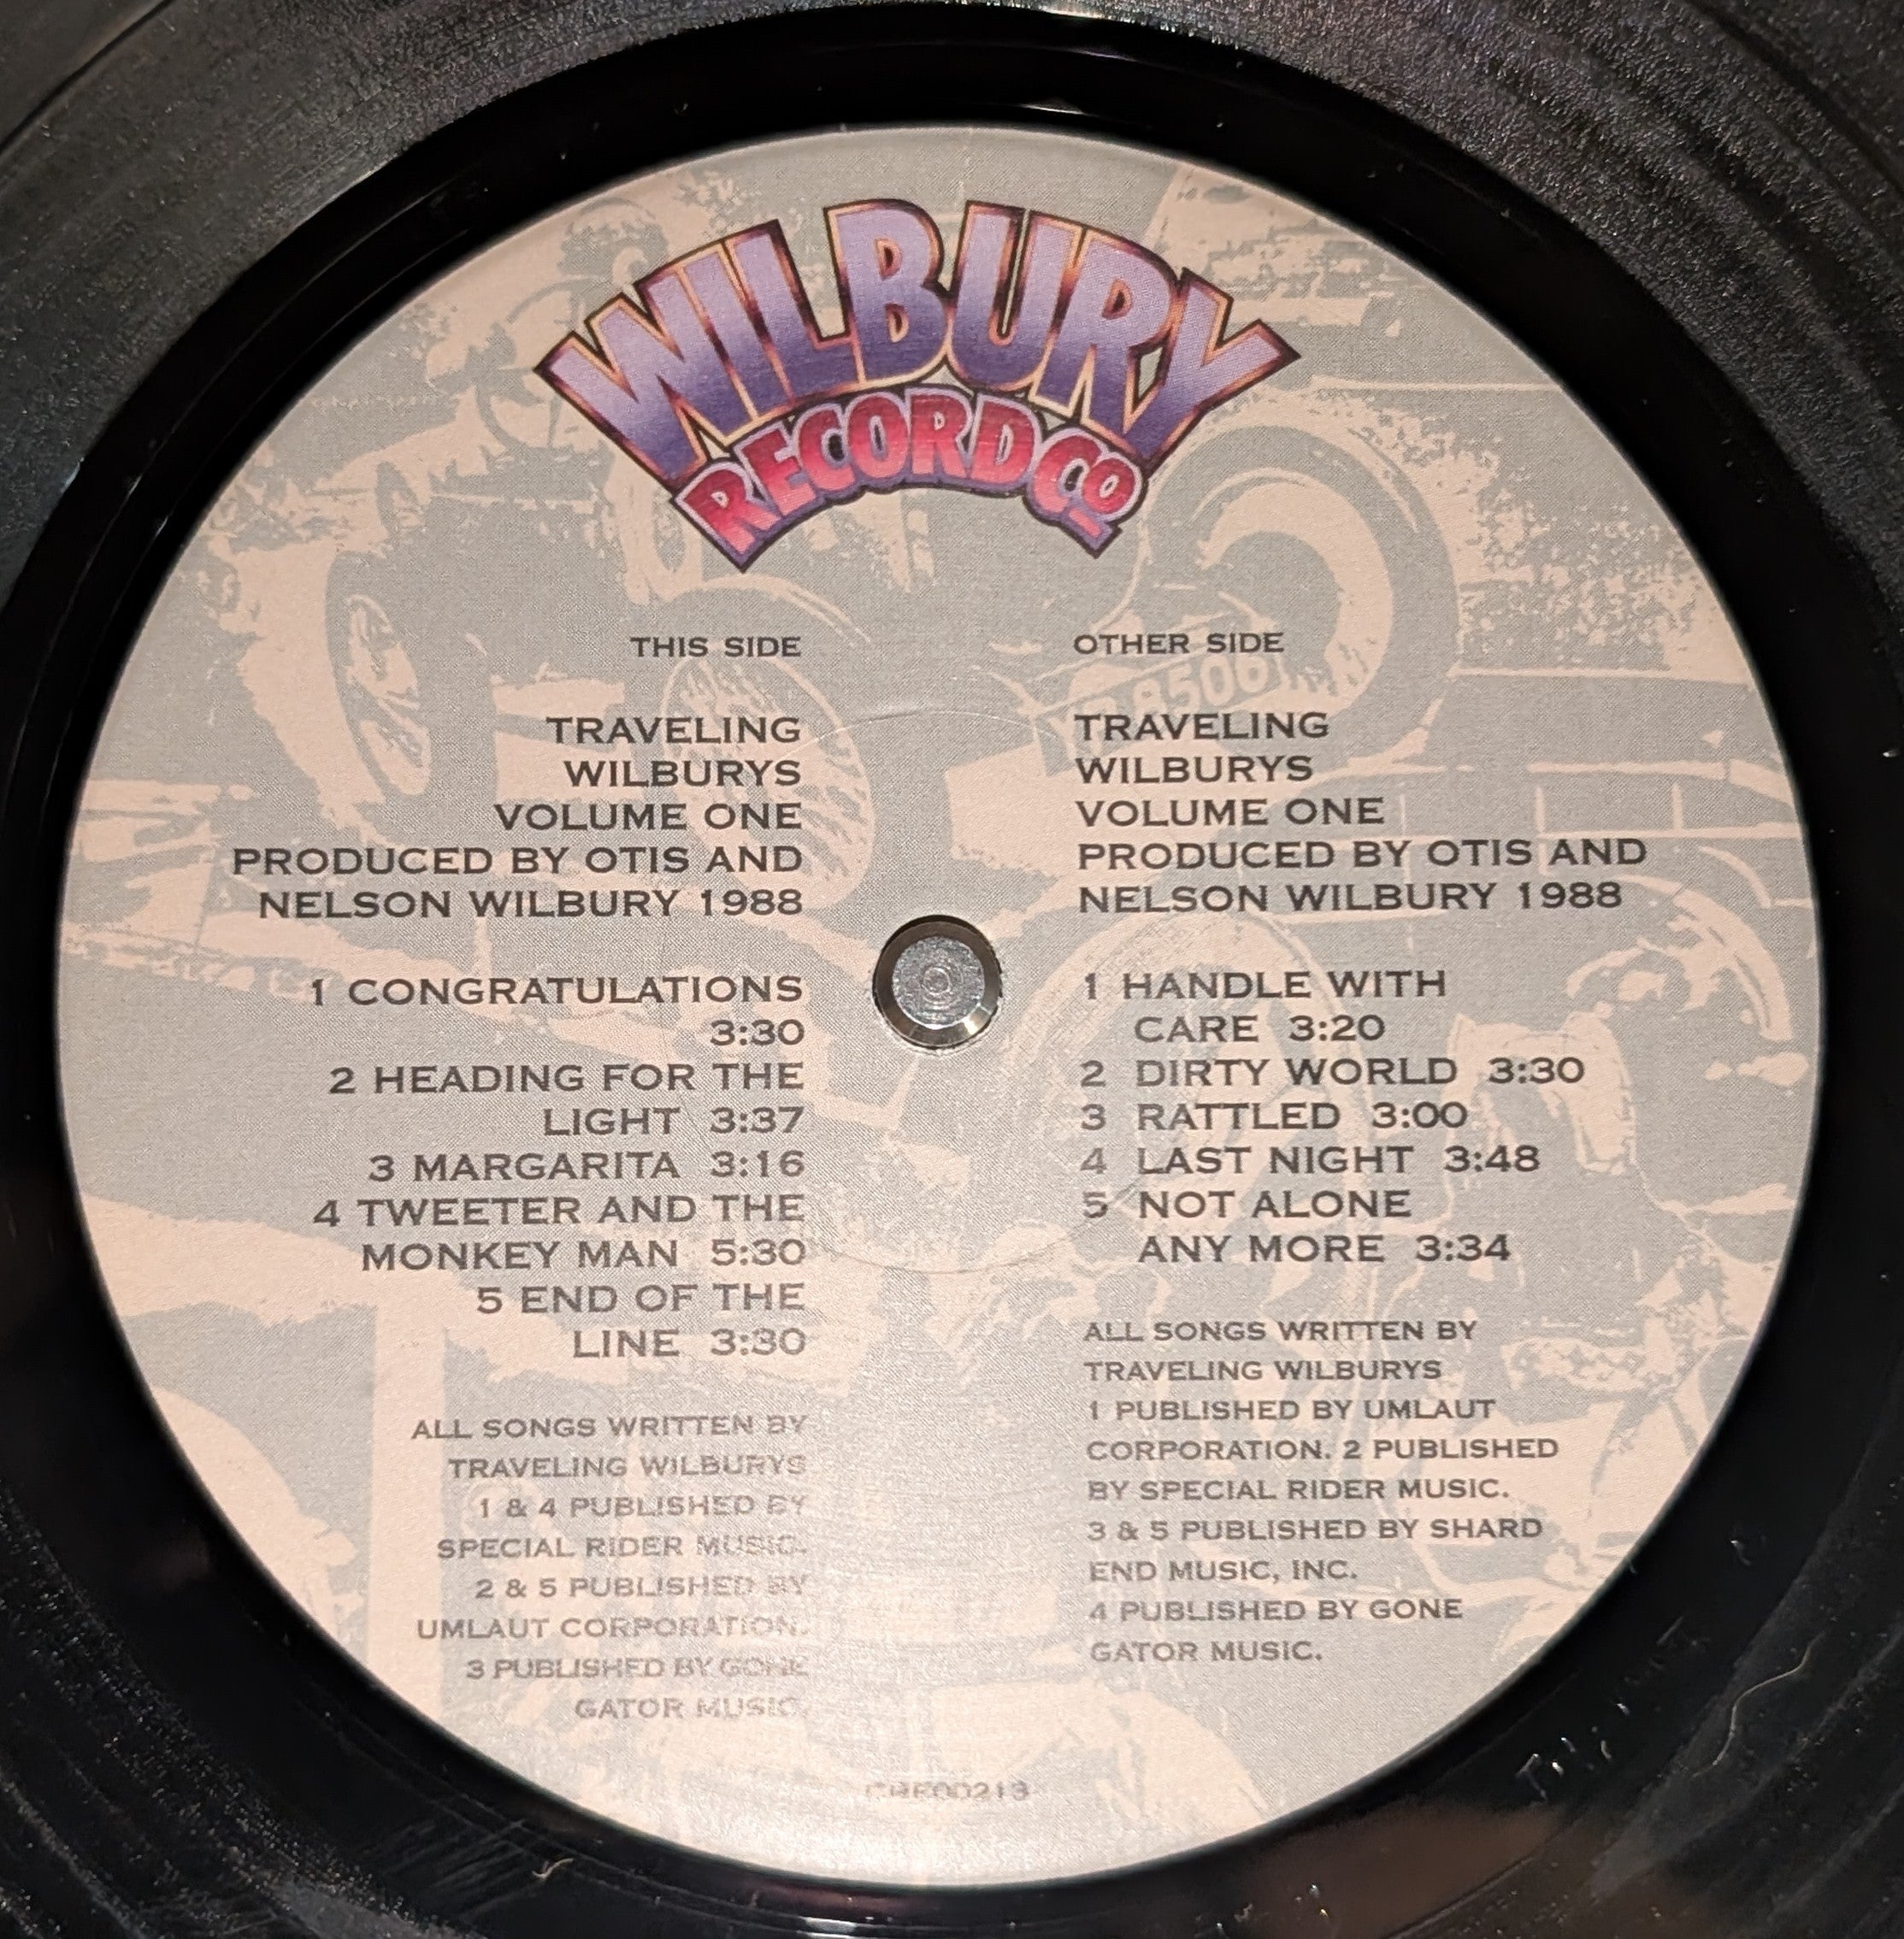 WILBURY
RECORD CO
THIS SIDE
TRAVELING
WILBURYS
VOLUME ONE
PRODUCED BY OTIS AND
NELSON WILBURY 1988
1 CONGRATULATIONS
3:30
2 HEADING FOR THE
LIGHT 3:37
3 MARGARITA 3:16
4 TWEETER AND THE
MONKEY MAN 5:30
5 END OF THE
LINE 3:30
ALL SONGS WRITTEN BY
TRAVELING WILBURYS
1 & 4 PUBLISHED BY
SPECIAL RIDER MUSIC.
2 & 5 PUBLISHED BY
UMLAUT CORPORATION.
3 PUBLISHED BY GONE
GATOR MUSIC.
OTHER SIDE
TRAVELING
WILBURYS
VOLUME ONE
PRODUCED BY OTIS AND
NELSON WILBURY 1988
1 HANDLE WITH
CARE 3:20
2 DIRTY WORLD 3:30
3 RATTLED 3:00
4 LAST NIGHT 3:48
5 NOT ALONE
ANY MORE 3:34
ALL SONGS WRITTEN BY
TRAVELING WILBURYS
1 PUBLISHED BY UMLAUT
CORPORATION. 2 PUBLISHED
BY SPECIAL RIDER MUSIC.
3 & 5 PUBLISHED BY SHARD
END MUSIC, INC.
4 PUBLISHED BY GONE
GATOR MUSIC.